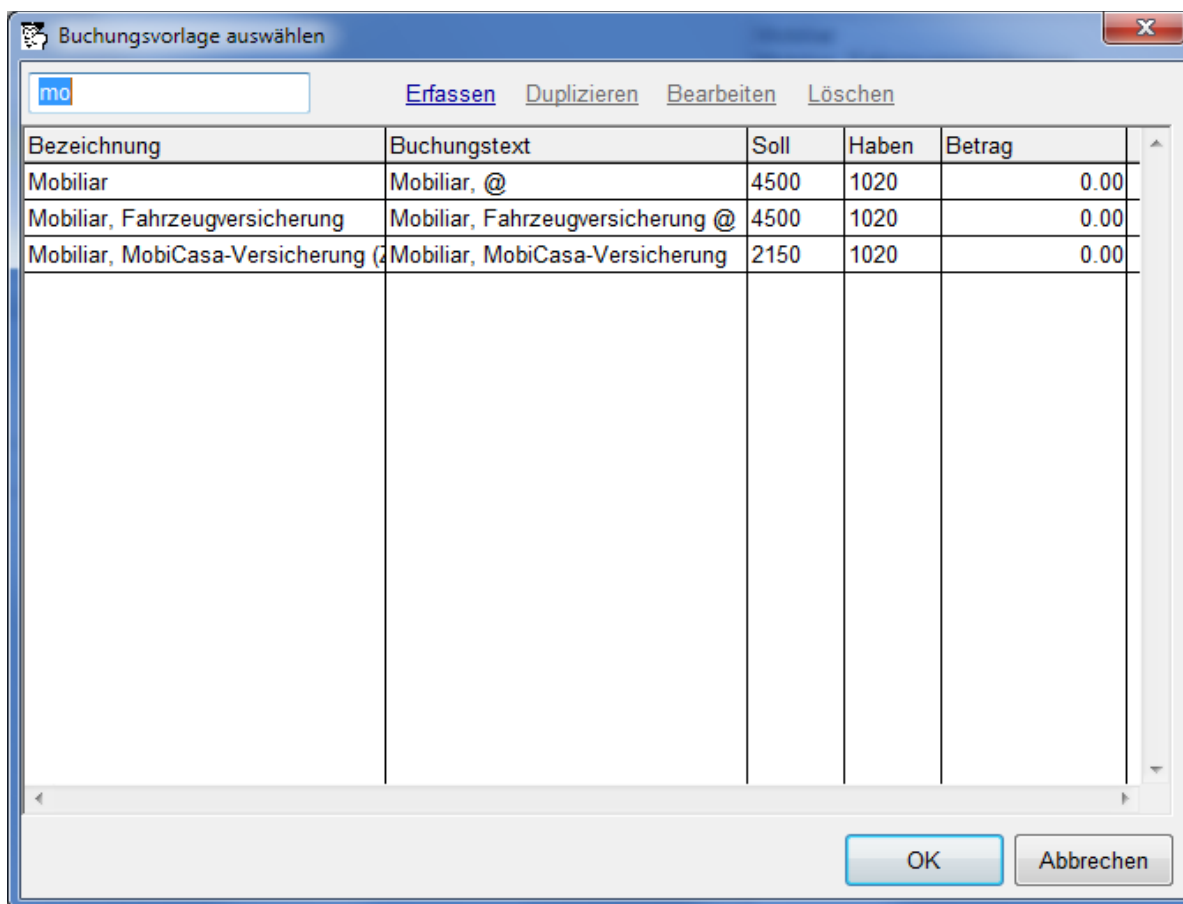 Buchungsvorlage auswählen
mo Erfassen Duplizieren Bearbeiten Löschen
Bezeichnung Buchungstext Soll Haben Betrag
Mobiliar Mobiliar, @ 4500 1020 0.00
Mobiliar, Fahrzeugversicherung Mobiliar, Fahrzeugversicherung @ 4500 1020 0.00
Mobiliar, MobiCasa-Versicherung Mobiliar, MobiCasa-Versicherung 2150 1020 0.00
OK Abbrechen